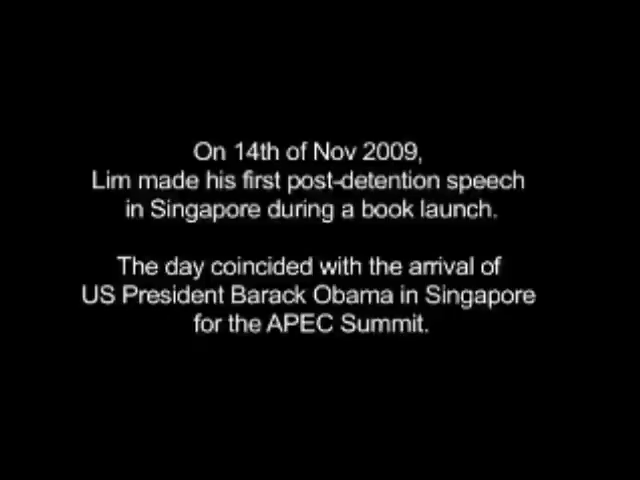 On 14th of Nov 2009,
Lim made his first post-detention speech
in Singapore during a book launch.
The day coincided with the arrival of
US President Barack Obama in Singapore
for the APEC Summit.